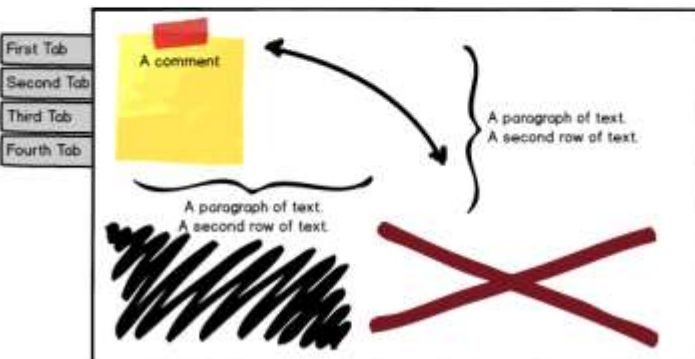 First Tab
Second Tab
Third Tab
Fourth Tab
A comment
A paragraph of text.
A second row of text.
A paragraph of text.
A second row of text.